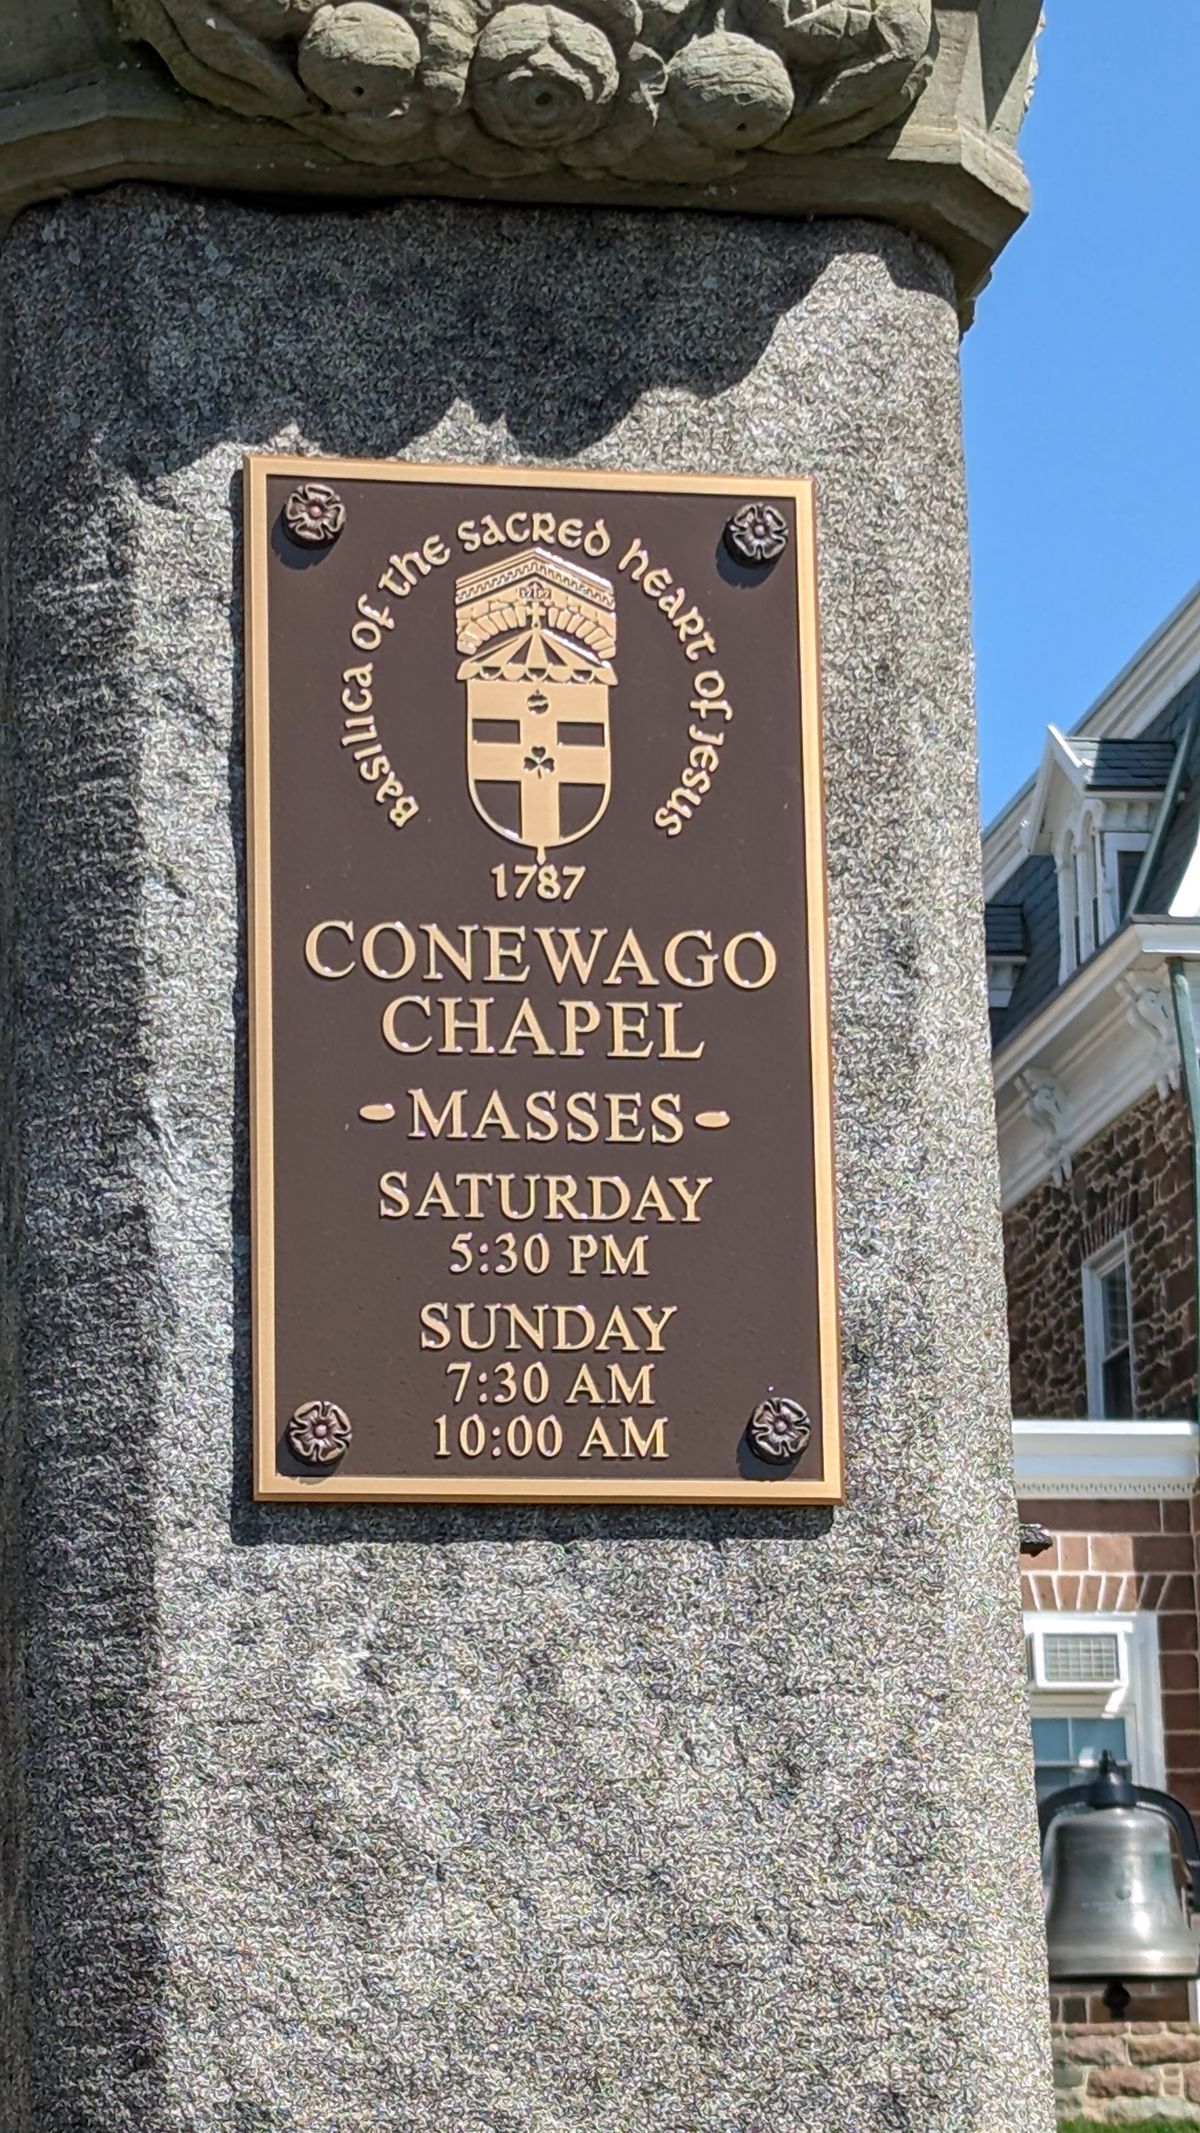 Basilica of the Sacred Heart of Jesus
1787
CONEWAGO
CHAPEL
- MASSES -
SATURDAY
5:30 PM
SUNDAY
7:30 AM
10:00 AM